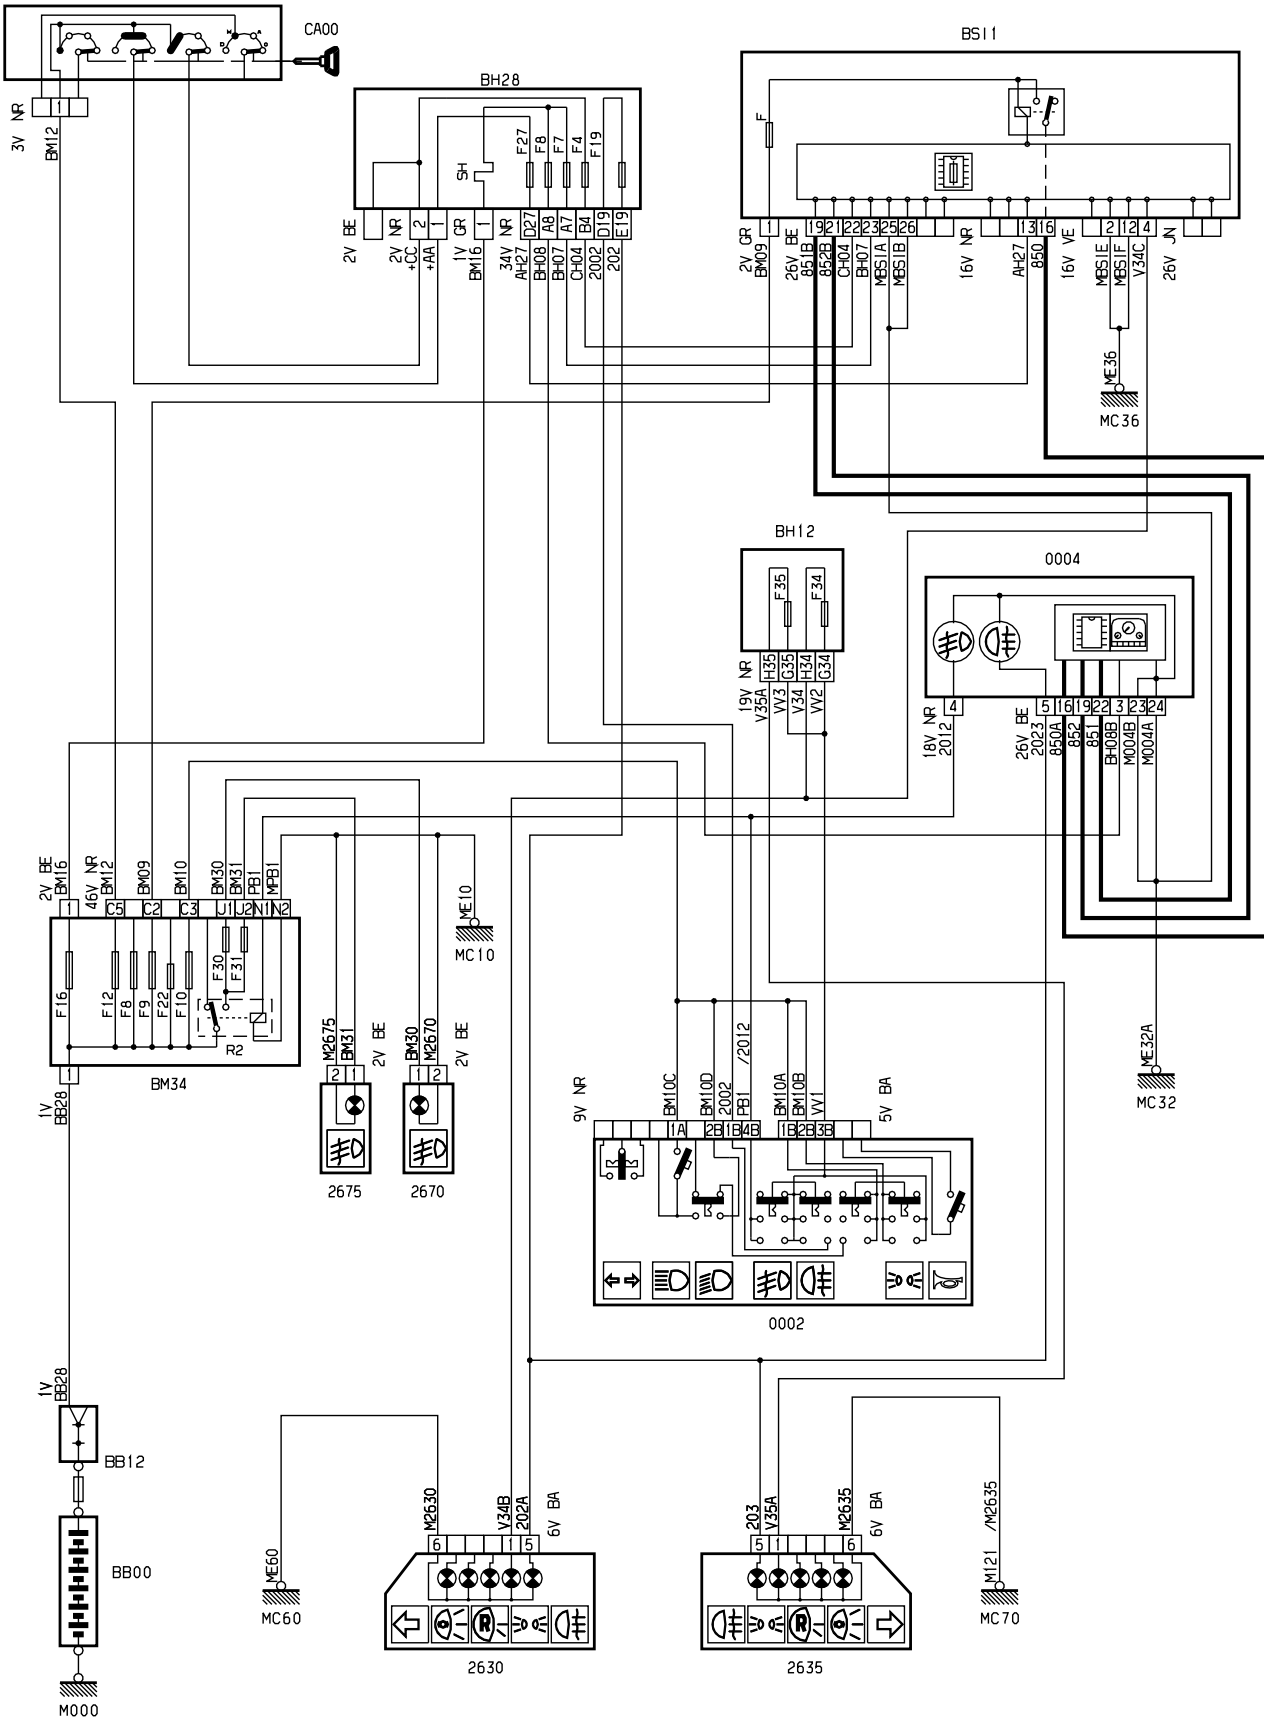 CA00
3V NR
1
BM12
BH28
SH
F27
F8
F7
F4
F19
2V BE
2V NR
2
+CC
1
+AA
1V GR
1
BM16
34V NR
D27
AH27
A8
BH08
A7
BH07
B4
CH04
D19
2002
E19
202
BSI1
F
2V GR
1
BM09
26V BE
19
851B
21
852B
22
CH04
23
BH07
25
MBSIA
26
MBSIB
16V NR
13
AH27
16
850
16V VE
2
MBSIE
12
MBSIF
4
V34C
26V JN
ME36
MC36
BH12
F35
F34
19V NR
H35
V35A
G35
VV3
H34
V34
G34
VV2
0004
18V NR
4
2012
26V BE
5
2023
16
850A
19
852
22
851
3
BH08B
23
M004B
24
M004A
ME32A
MC32
2V BE
1
BM16
46V NR
C5
BM12
C2
BM09
C3
BM10
J1
BM30
J2
BM31
N1
PB1
N2
MPB1
ME10
MC10
F16
F12
F8
F9
F22
F10
F30
F31
R2
BM34
1
1V
BB28
M2675
BM31
2V BE
2
1
2675
BM30
M2670
2V BE
1
2
2670
9V NR
1A
BM10C
2B
BM10D
1B
2002
4B
PB1
/2012
1B
BM10A
2B
BM10B
3B
VV1
5V BA
0002
1V
BB28
BB12
BB00
M000
ME60
MC60
M2630
V34B
202A
6V BA
6
1
5
R
2630
203
V35A
M2635
6V BA
5
1
6
R
2635
M121
/M2635
MC70